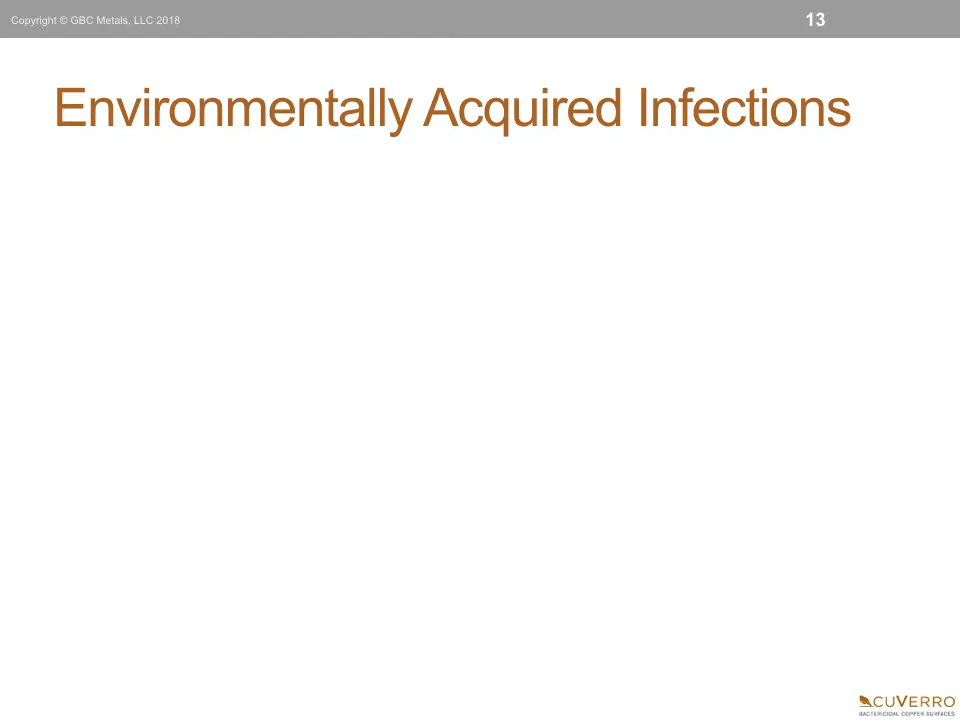 Copyright © GBC Metals, LLC 2018
13
Environmentally Acquired Infections
CUVERRO
BACTERICIDAL COPPER SURFACES